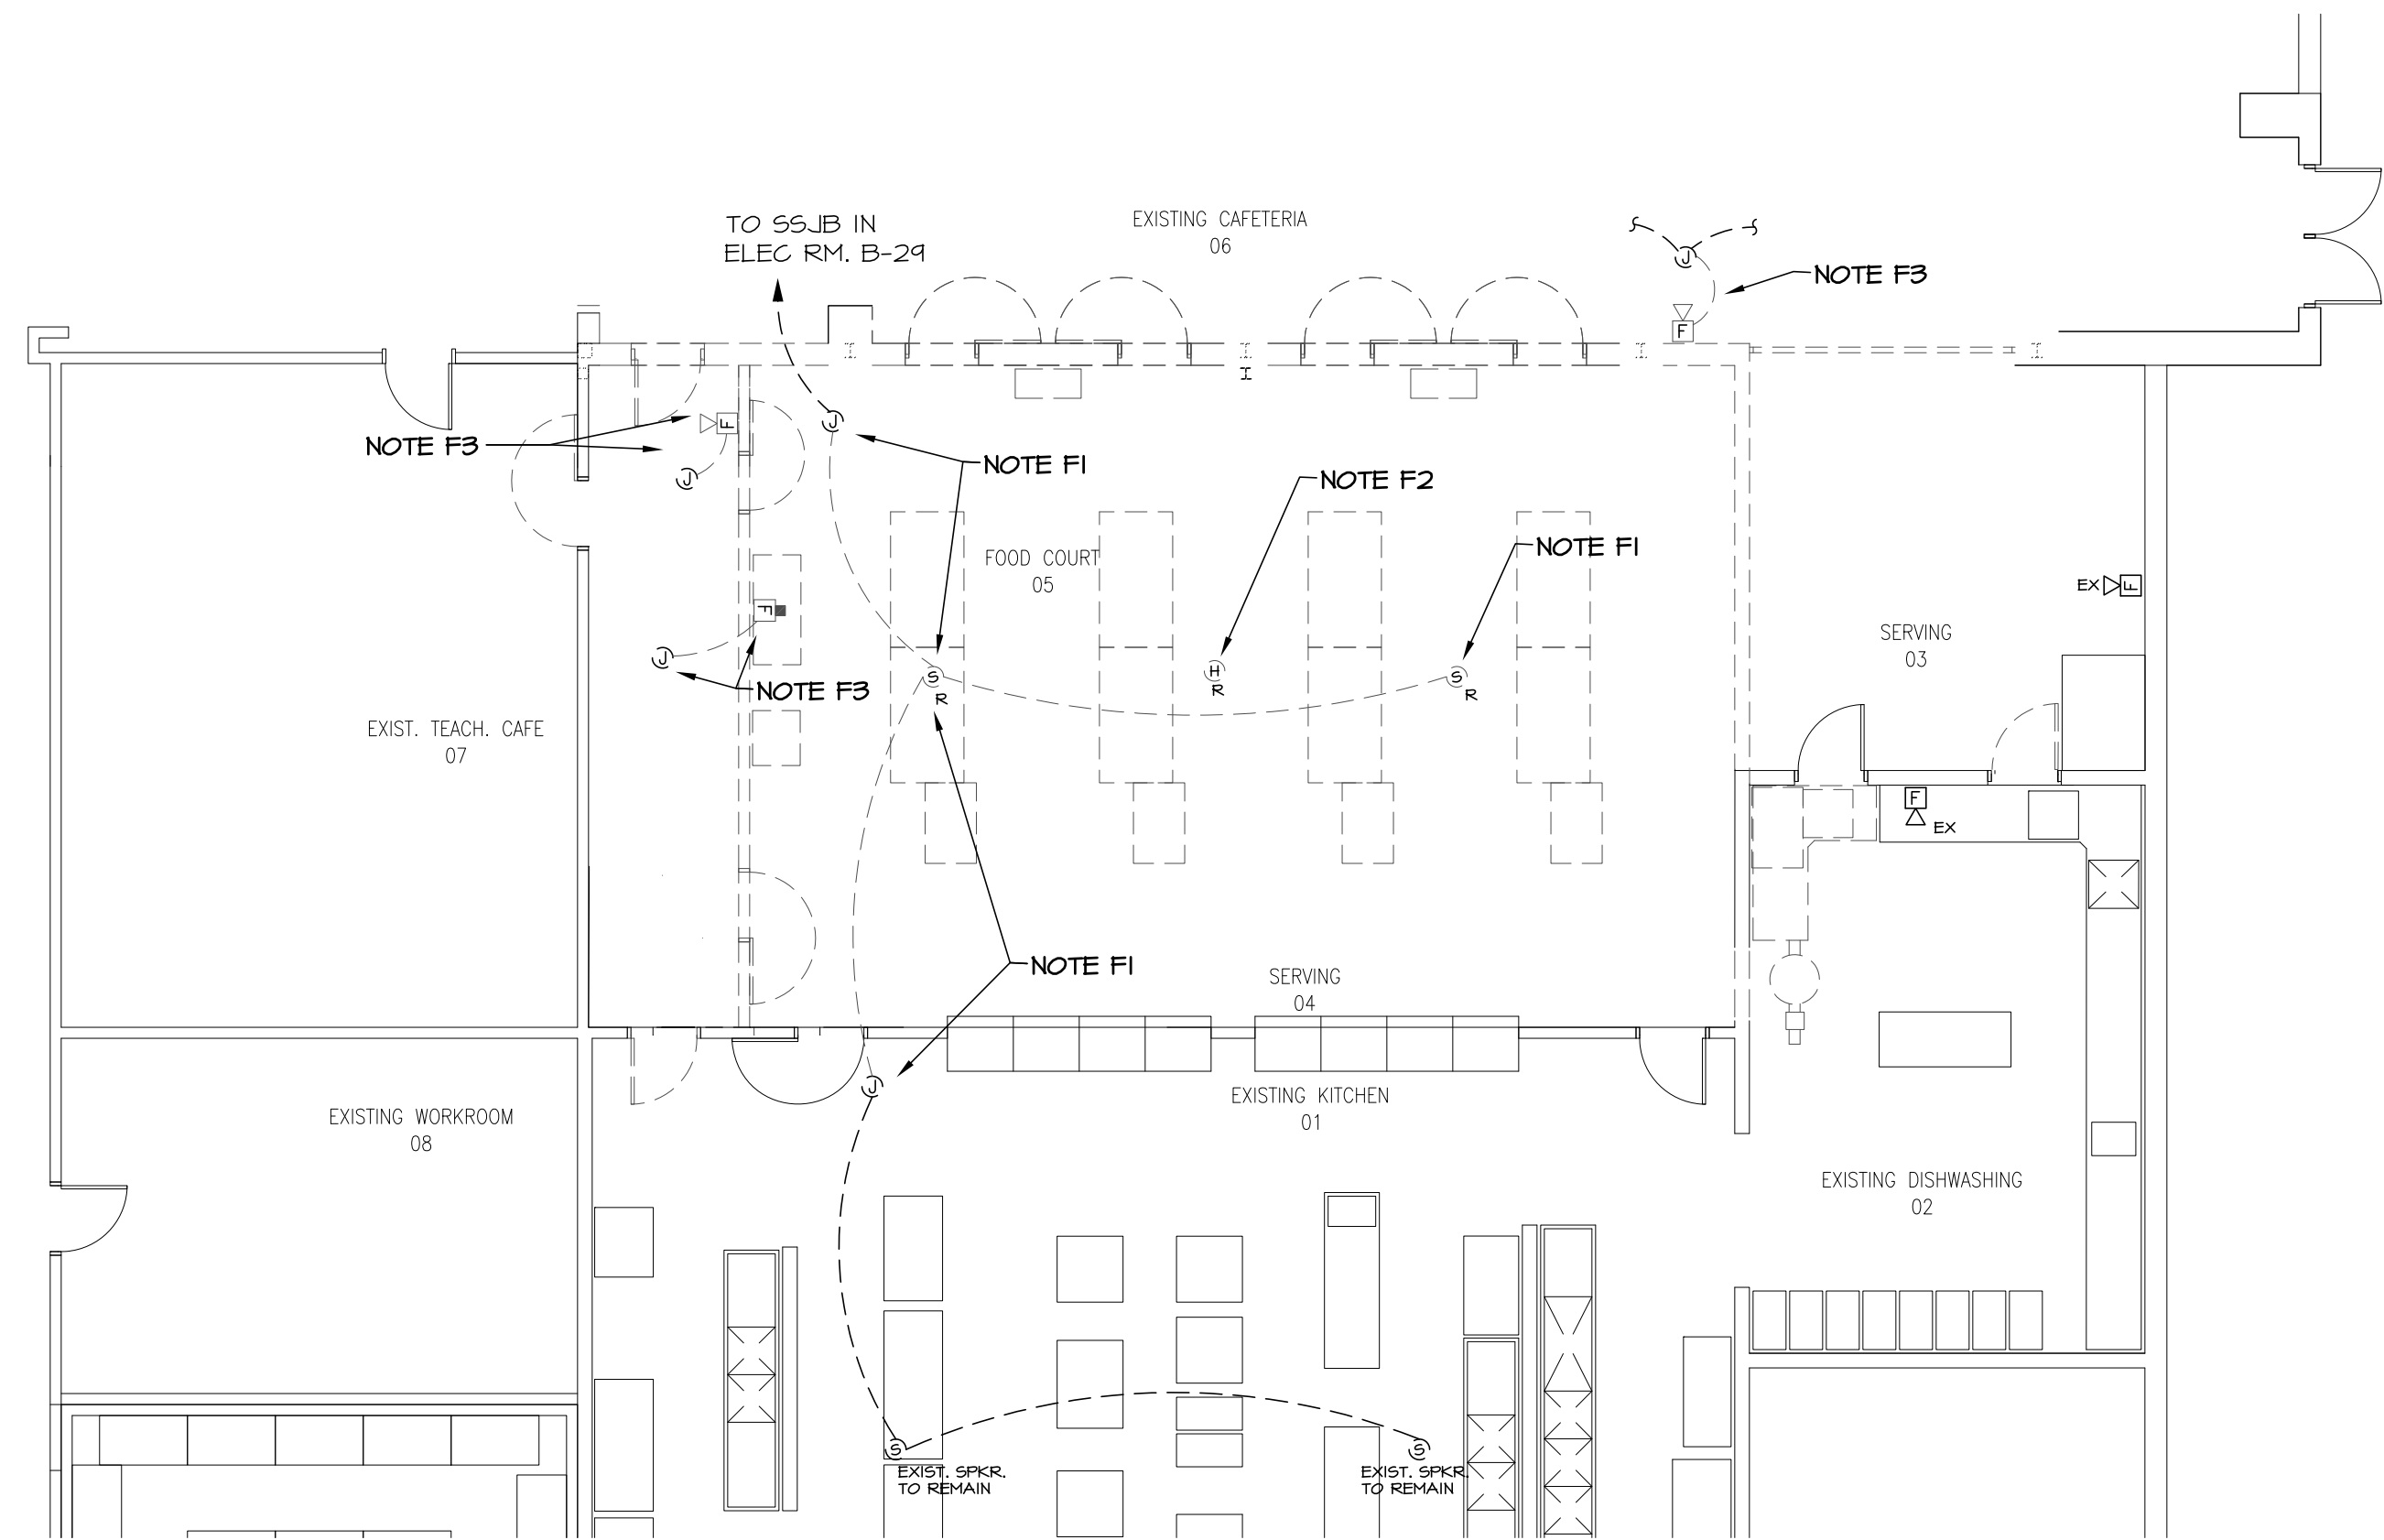 TO SSJB IN
ELEC RM. B-29
EXISTING CAFETERIA
06
J
NOTE F3
F
F
J
NOTE F3
J
NOTE F1
NOTE F2
NOTE F1
FOOD COURT
05
EX F
F
J
NOTE F3
S
R
H
R
S
R
SERVING
03
EXIST. TEACH. CAFE
07
F
EX
NOTE F1
SERVING
04
J
EXISTING KITCHEN
01
EXISTING WORKROOM
08
EXISTING DISHWASHING
02
S
EXIST. SPKR.
TO REMAIN
S
EXIST. SPKR.
TO REMAIN